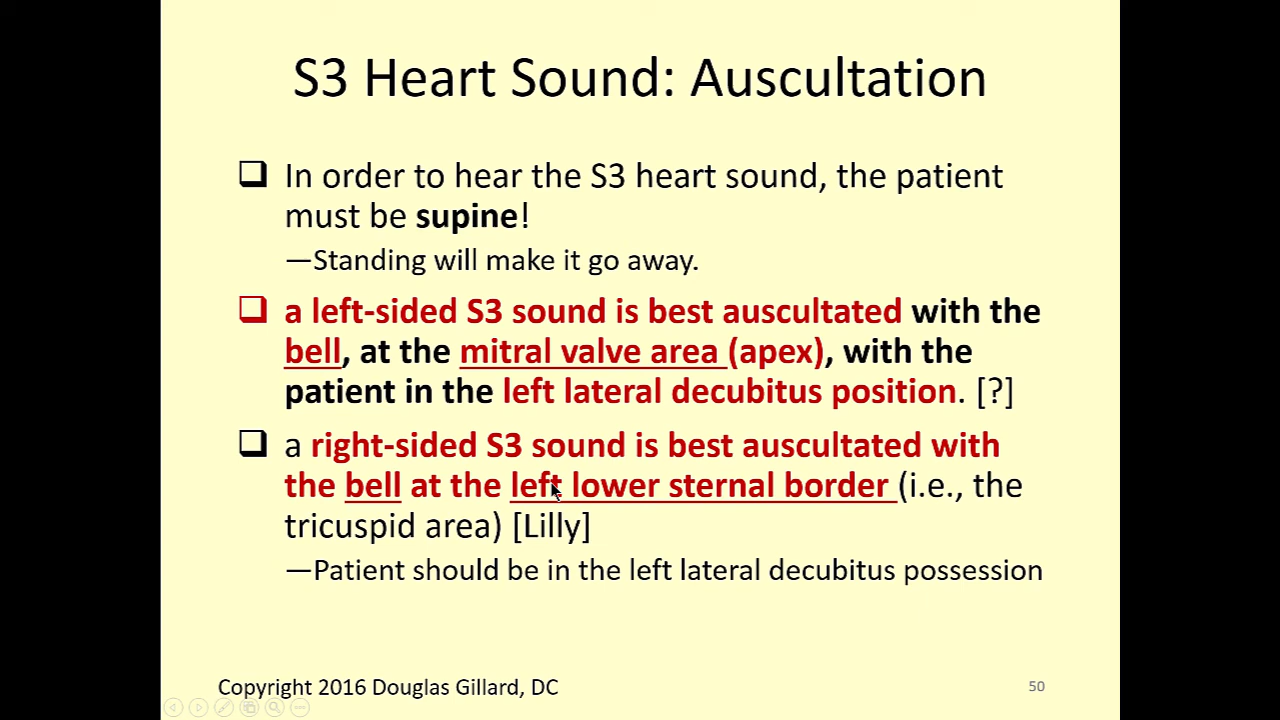 S3 Heart Sound: Auscultation
In order to hear the S3 heart sound, the patient
must be supine!
—Standing will make it go away.
a left-sided S3 sound is best auscultated with the
bell, at the mitral valve area (apex), with the
patient in the left lateral decubitus position. [?]
a right-sided S3 sound is best auscultated with
the bell at the left lower sternal border (i.e., the
tricuspid area) [Lilly]
—Patient should be in the left lateral decubitus possession
Copyright 2016 Douglas Gillard, DC
50